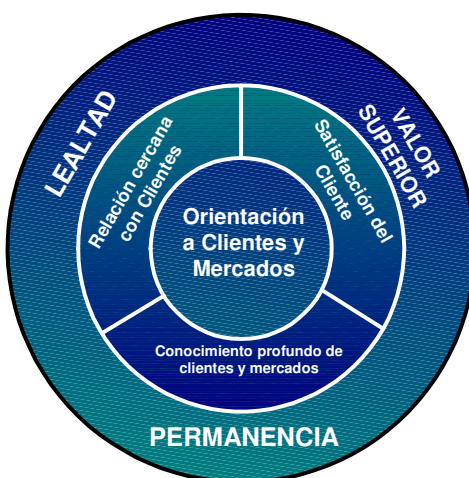 LEALTAD
VALOR
SUPERIOR
Relación cercana
con Clientes
Satisfacción del
Cliente
Orientación
a Clientes y
Mercados
Conocimiento profundo de
clientes y mercados
PERMANENCIA